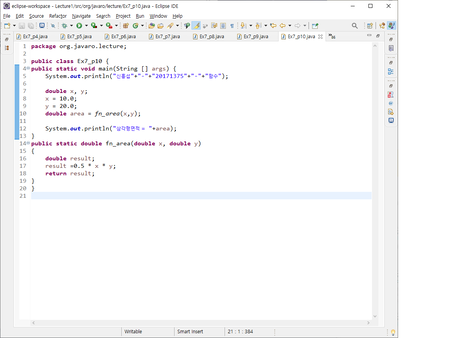 eclipse-workspace - Lecture1/src/org/javaro/lecture/Ex7_p10.java - Eclipse IDE
File Edit Source Refactor Navigate Search Project Run Window Help
Ex7_p4.java Ex7_p5.java Ex7_p6.java Ex7_p7.java Ex7_p8.java Ex7_p9.java Ex7_p10.java
1 package org.javaro.lecture;
2
3 public class Ex7_p10 {
4 public static void main(String [] args) {
5 System.out.println("신홍섭"+"-"+"20171375"+"-"+"함수");
6
7 double x, y;
8 x = 10.0;
9 y = 20.0;
10 double area = fn_area(x,y);
11
12 System.out.println("삼각형면적 = "+area);
13 }
14 public static double fn_area(double x, double y)
15 {
16 double result;
17 result =0.5 * x * y;
18 return result;
19 }
20 }
21
Writable Smart Insert 21 : 1 : 384